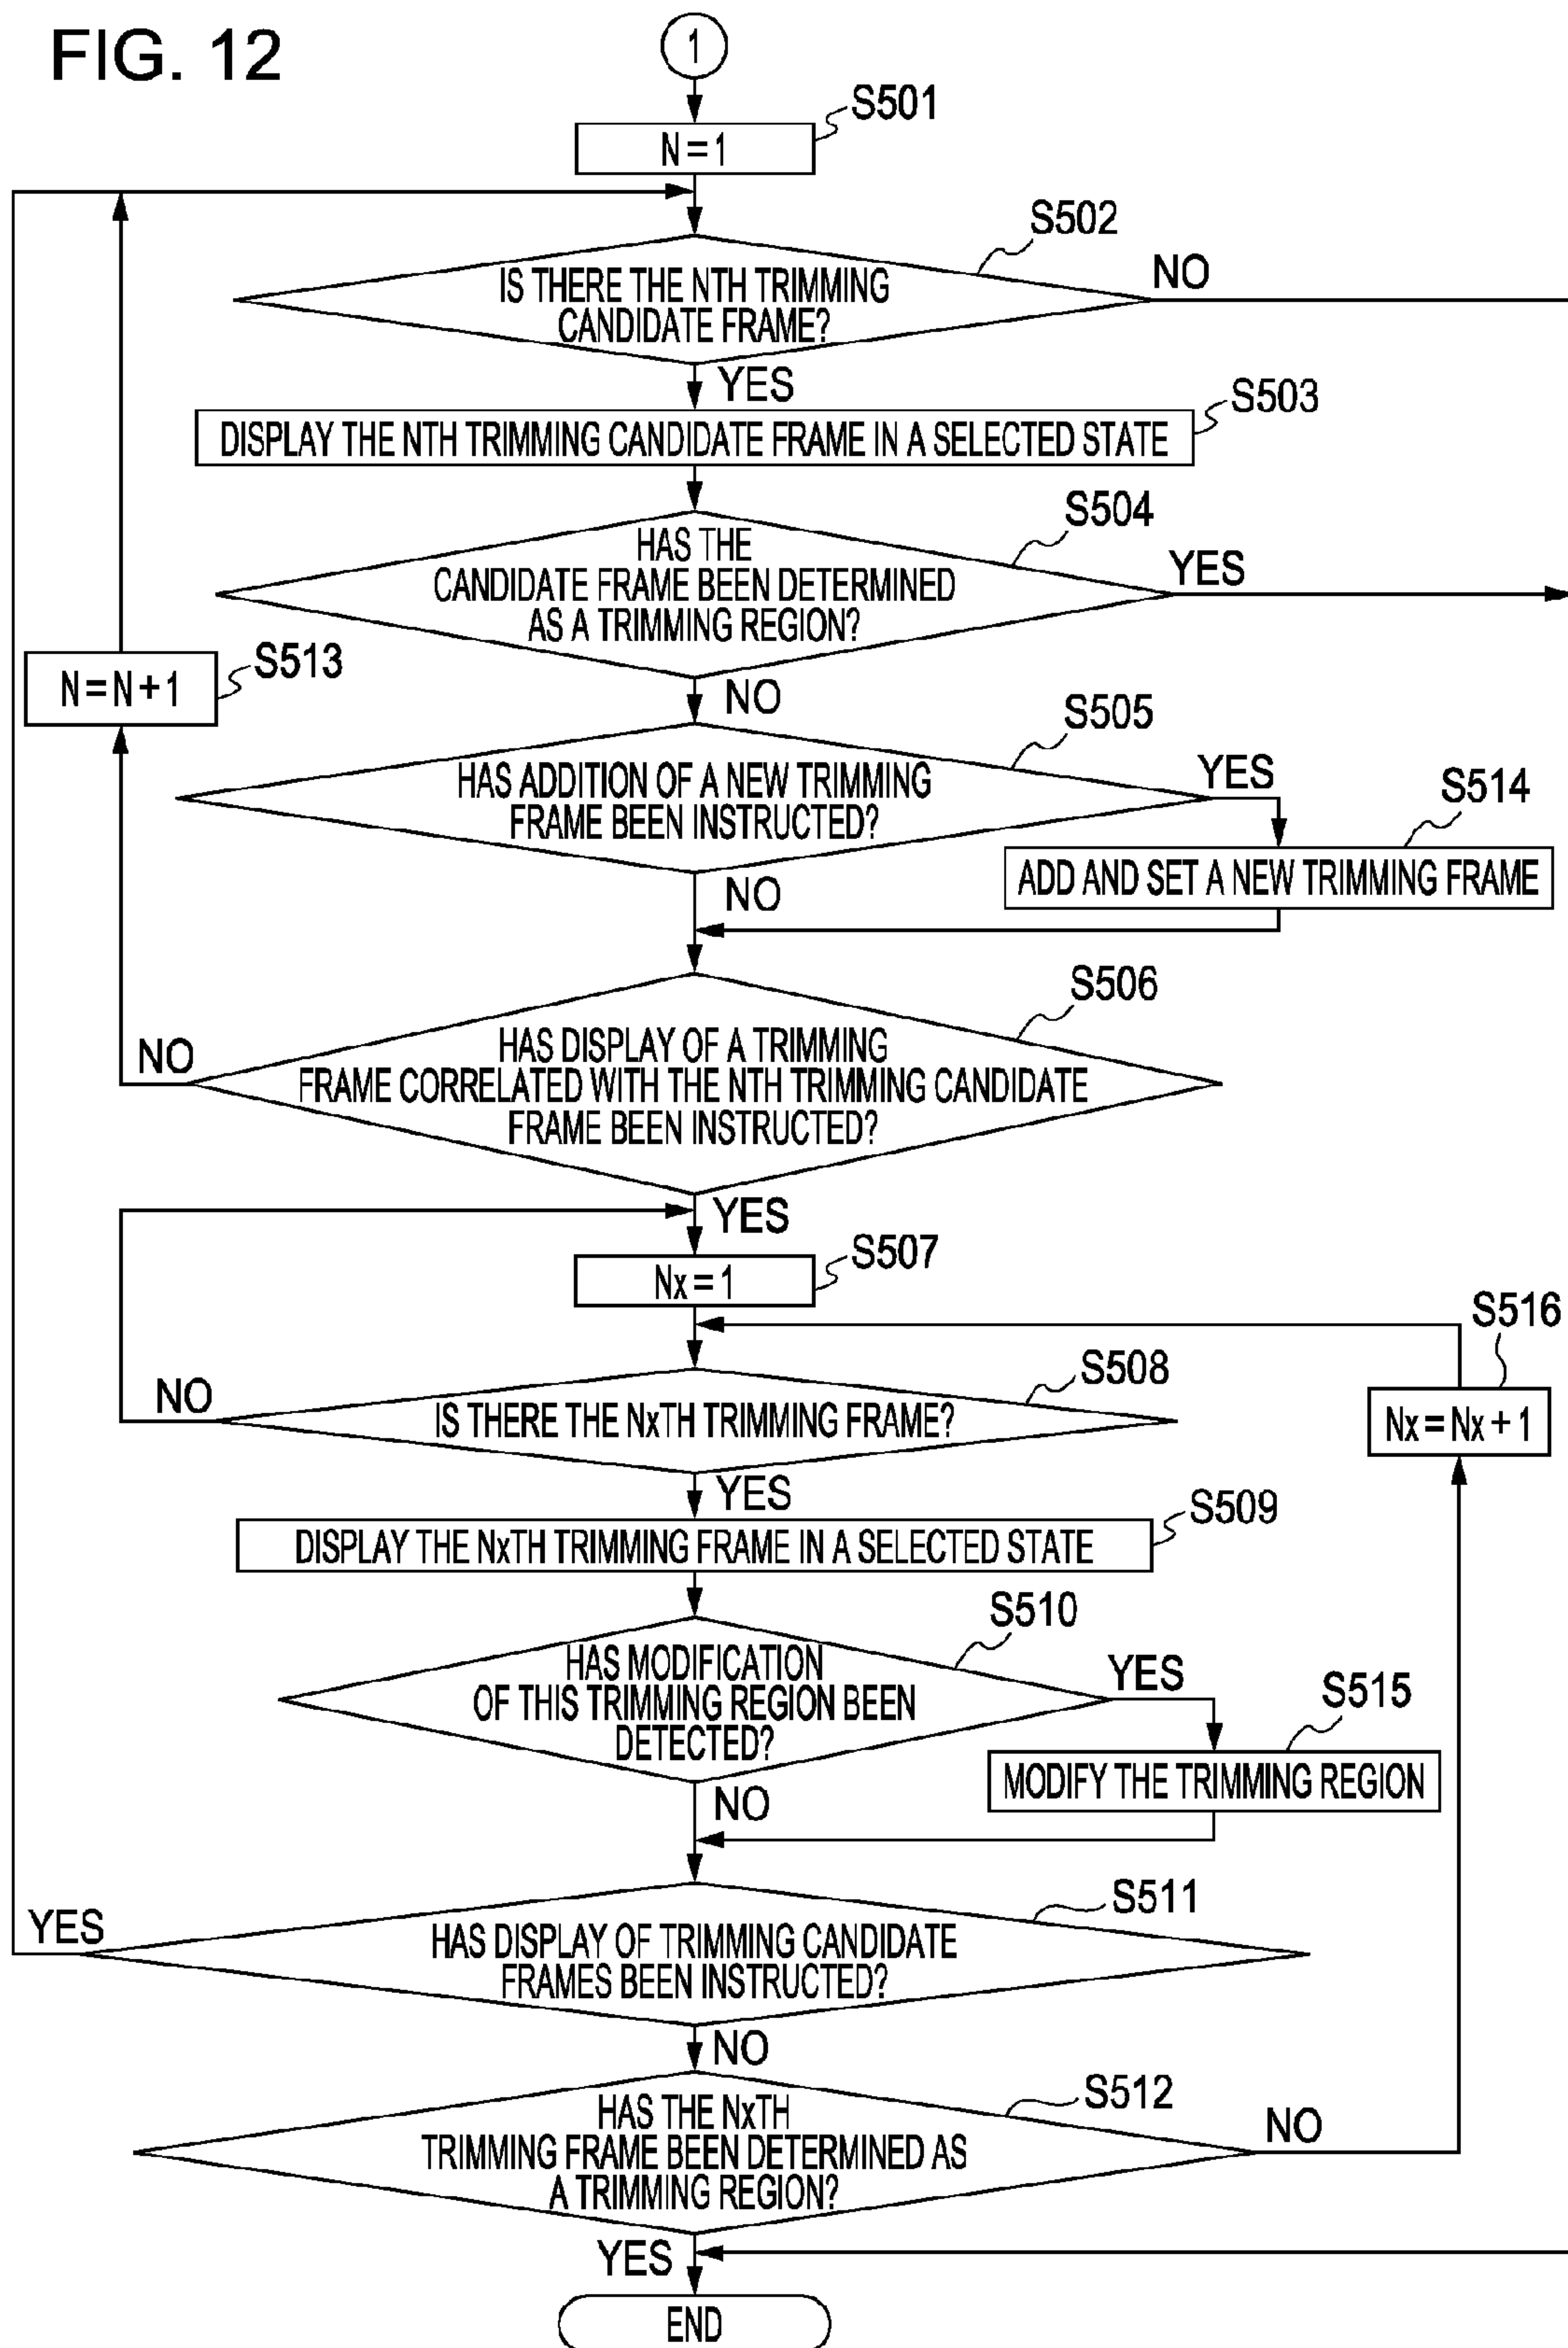 FIG. 12
1
S501
N = 1
S502
IS THERE THE NTH TRIMMING
CANDIDATE FRAME?
NO
YES
S503
DISPLAY THE NTH TRIMMING CANDIDATE FRAME IN A SELECTED STATE
S504
HAS THE
CANDIDATE FRAME BEEN DETERMINED
AS A TRIMMING REGION?
YES
NO
S513
N = N + 1
S505
HAS ADDITION OF A NEW TRIMMING
FRAME BEEN INSTRUCTED?
YES
S514
ADD AND SET A NEW TRIMMING FRAME
NO
S506
HAS DISPLAY OF A TRIMMING
FRAME CORRELATED WITH THE NTH TRIMMING CANDIDATE
FRAME BEEN INSTRUCTED?
NO
YES
S507
Nx = 1
S516
Nx = Nx + 1
S508
IS THERE THE NxTH TRIMMING FRAME?
NO
YES
S509
DISPLAY THE NxTH TRIMMING FRAME IN A SELECTED STATE
S510
HAS MODIFICATION
OF THIS TRIMMING REGION BEEN
DETECTED?
YES
S515
MODIFY THE TRIMMING REGION
NO
S511
HAS DISPLAY OF TRIMMING CANDIDATE
FRAMES BEEN INSTRUCTED?
YES
NO
S512
HAS THE NxTH
TRIMMING FRAME BEEN DETERMINED AS
A TRIMMING REGION?
NO
YES
END